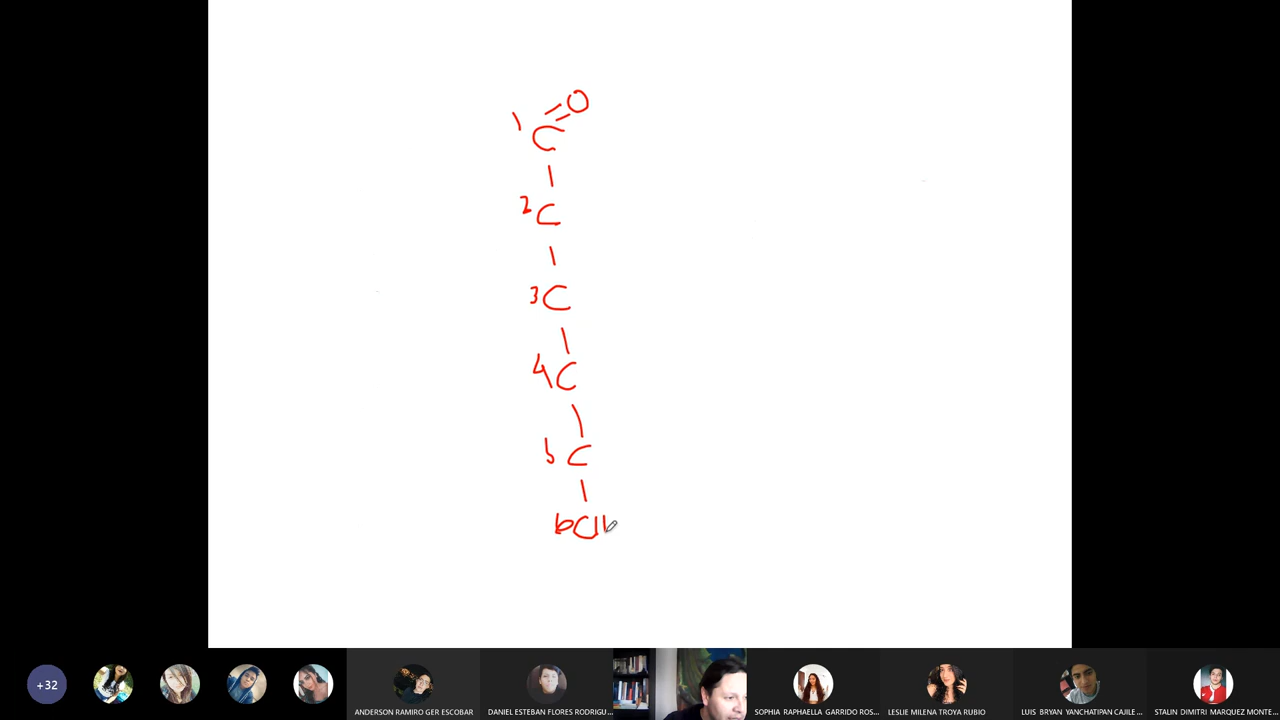 O
1 C
2 C
3 C
4 C
5 C
6 C
+32
ANDERSON RAMIRO GER ESCOBAR
DANIEL ESTEBAN FLORES RODRIGU...
SOPHIA RAPHAELLA GARRIDO ROS...
LESLIE MILENA TROYA RUBIO
LUIS BRYAN YANCHATIPAN CAJILE ...
STALIN DIMITRI MARQUEZ MONTE...